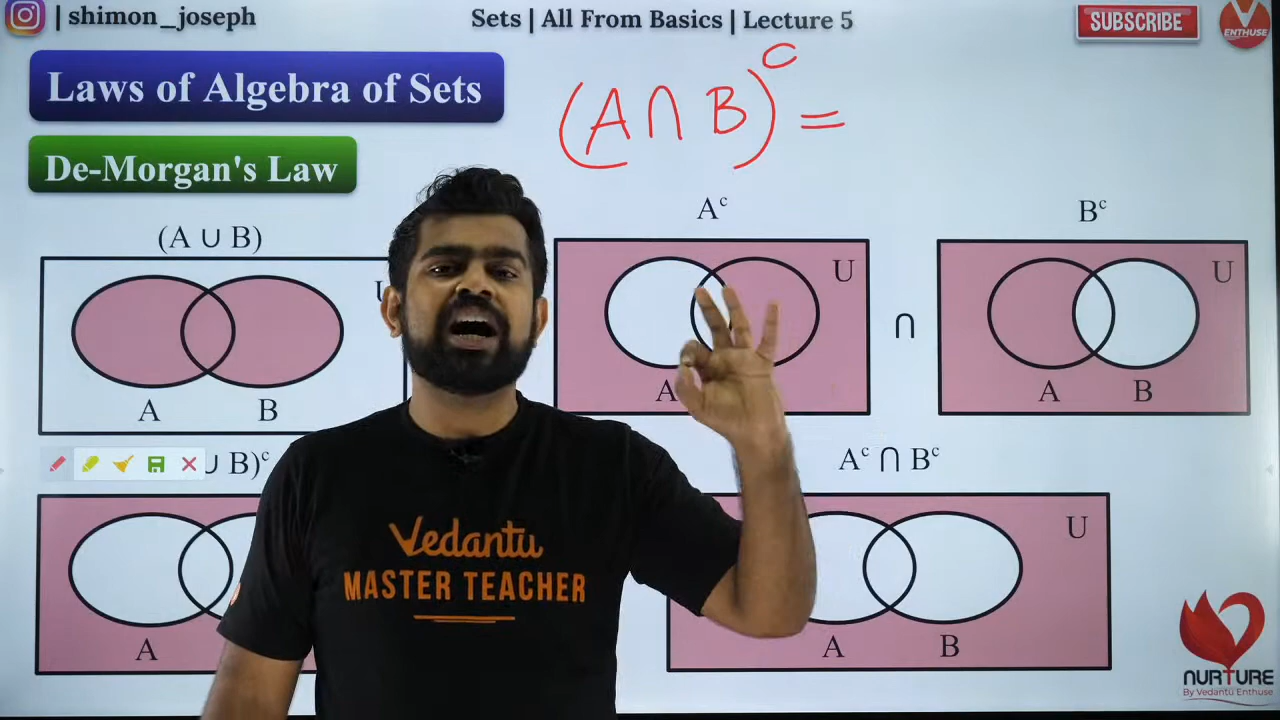 | shimon_joseph
Sets | All From Basics | Lecture 5
SUBSCRIBE
ENTHUSE
Laws of Algebra of Sets
(A ∩ B)ᶜ =
De-Morgan's Law
(A ∪ B)
Aᶜ
Bᶜ
U
U
∩
A B
A
A B
∪ B)ᶜ
Aᶜ ∩ Bᶜ
U
Vedantu
MASTER TEACHER
A
A B
NURTURE
By Vedantu Enthuse